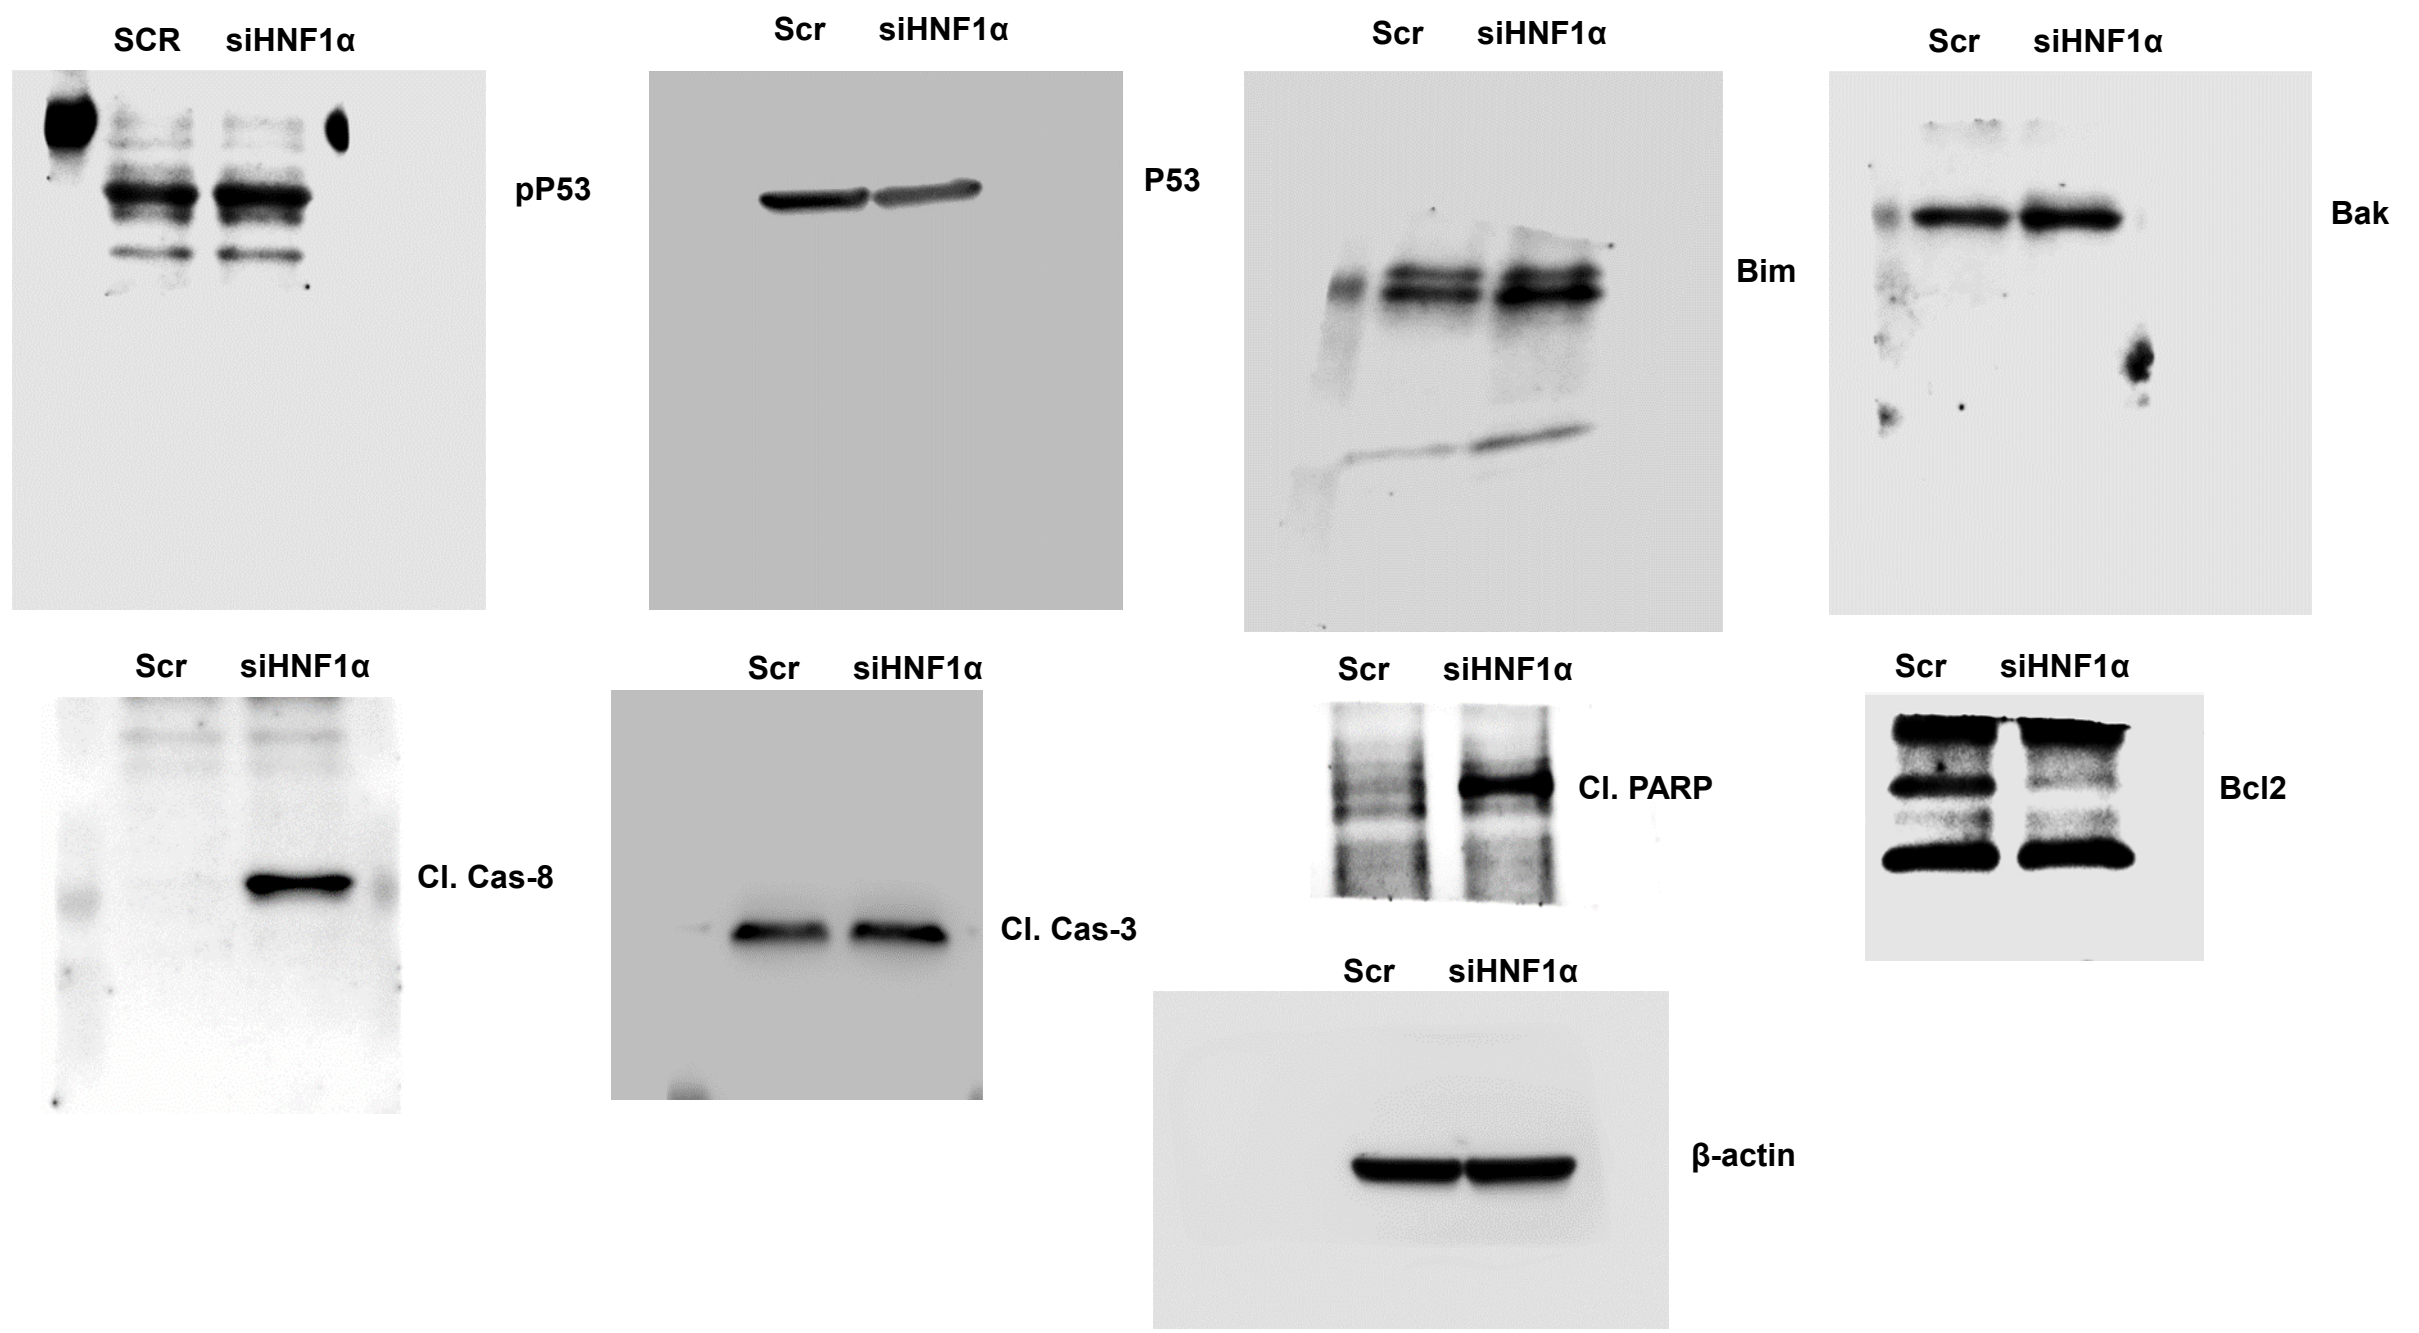 SCR siHNF1α
pP53
Scr siHNF1α
P53
Scr siHNF1α
Bim
Scr siHNF1α
Bak
Scr siHNF1α
Cl. Cas-8
Scr siHNF1α
Cl. Cas-3
Scr siHNF1α
Cl. PARP
Scr siHNF1α
Bcl2
Scr siHNF1α
β-actin